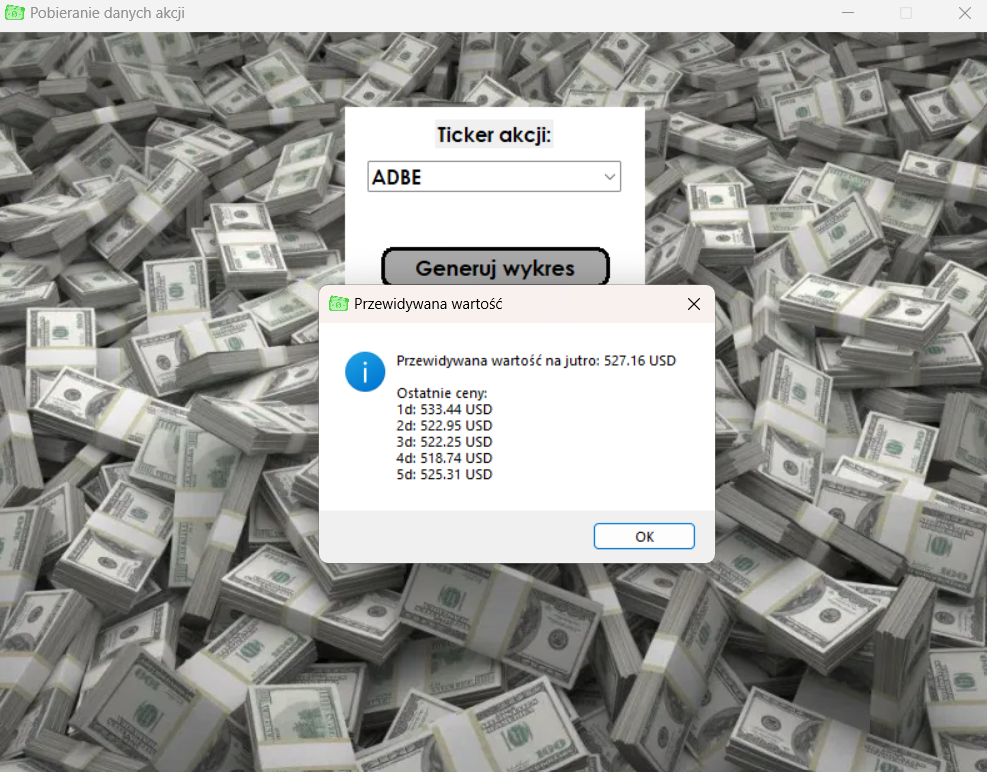 Pobieranie danych akcji
Ticker akcji:
ADBE
Generuj wykres
Przewidywana wartość
Przewidywana wartość na jutro: 527.16 USD
Ostatnie ceny:
1d: 533.44 USD
2d: 522.95 USD
3d: 522.25 USD
4d: 518.74 USD
5d: 525.31 USD
OK